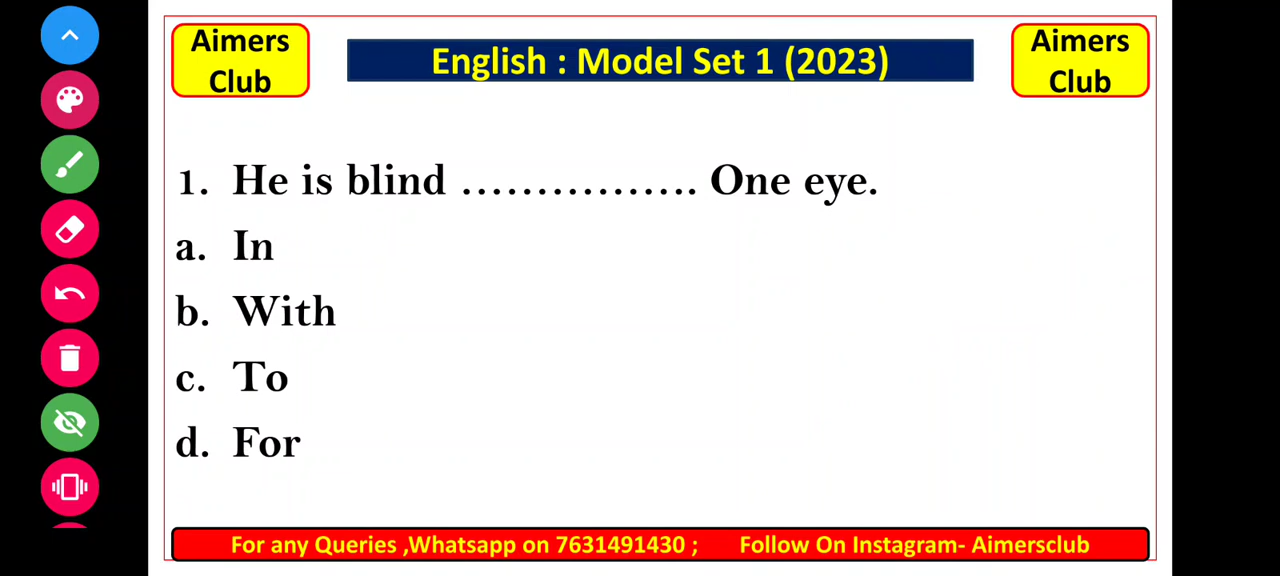 Aimers
Club
English : Model Set 1 (2023)
Aimers
Club
1. He is blind ................ One eye.
a. In
b. With
c. To
d. For
For any Queries ,Whatsapp on 7631491430 ; Follow On Instagram- Aimersclub